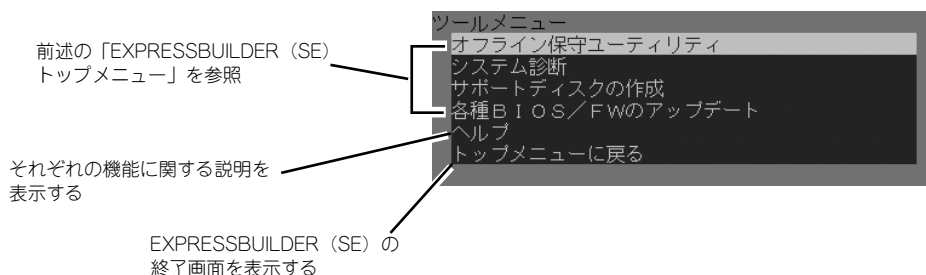 ツールメニュー
オフライン保守ユーティリティ
システム診断
サポートディスクの作成
各種ＢＩＯＳ／ＦＷのアップデート
ヘルプ
トップメニューに戻る
前述の「EXPRESSBUILDER（SE）
トップメニュー」を参照
それぞれの機能に関する説明を
表示する
EXPRESSBUILDER（SE）の
終了画面を表示する